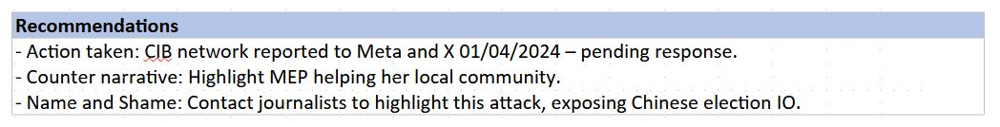 Recommendations
- Action taken: CIB network reported to Meta and X 01/04/2024 – pending response.
- Counter narrative: Highlight MEP helping her local community.
- Name and Shame: Contact journalists to highlight this attack, exposing Chinese election IO.